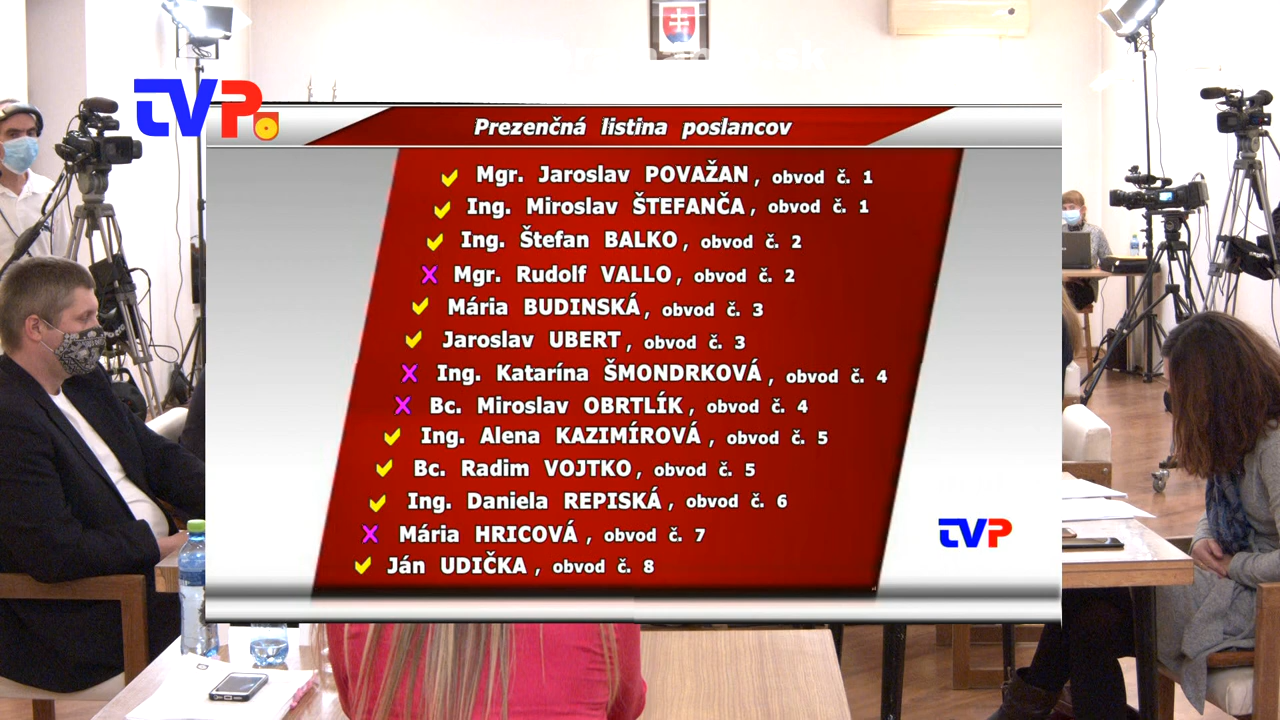 TVP
Prezenčná listina poslancov
Mgr. Jaroslav POVAŽAN, obvod č. 1
Ing. Miroslav ŠTEFANČA, obvod č. 1
Ing. Štefan BALKO, obvod č. 2
Mgr. Rudolf VALLO, obvod č. 2
Mária BUDINSKÁ, obvod č. 3
Jaroslav UBERT, obvod č. 3
Ing. Katarína ŠMONDRKOVÁ, obvod č. 4
Bc. Miroslav OBRTLÍK, obvod č. 4
Ing. Alena KAZIMÍROVÁ, obvod č. 5
Bc. Radim VOJTKO, obvod č. 5
Ing. Daniela REPISKÁ, obvod č. 6
Mária HRICOVÁ, obvod č. 7
Ján UDIČKA, obvod č. 8
TVP